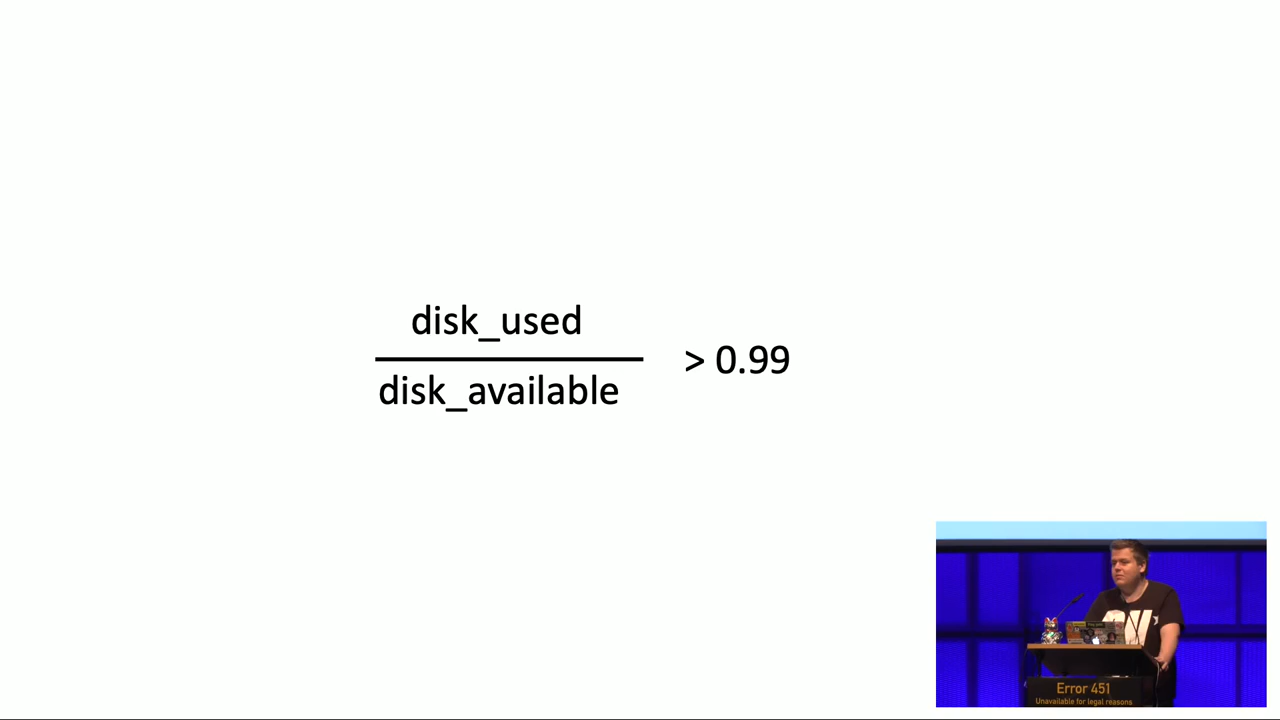 disk_used
disk_available
> 0.99
Error 451
Unavailable for legal reasons